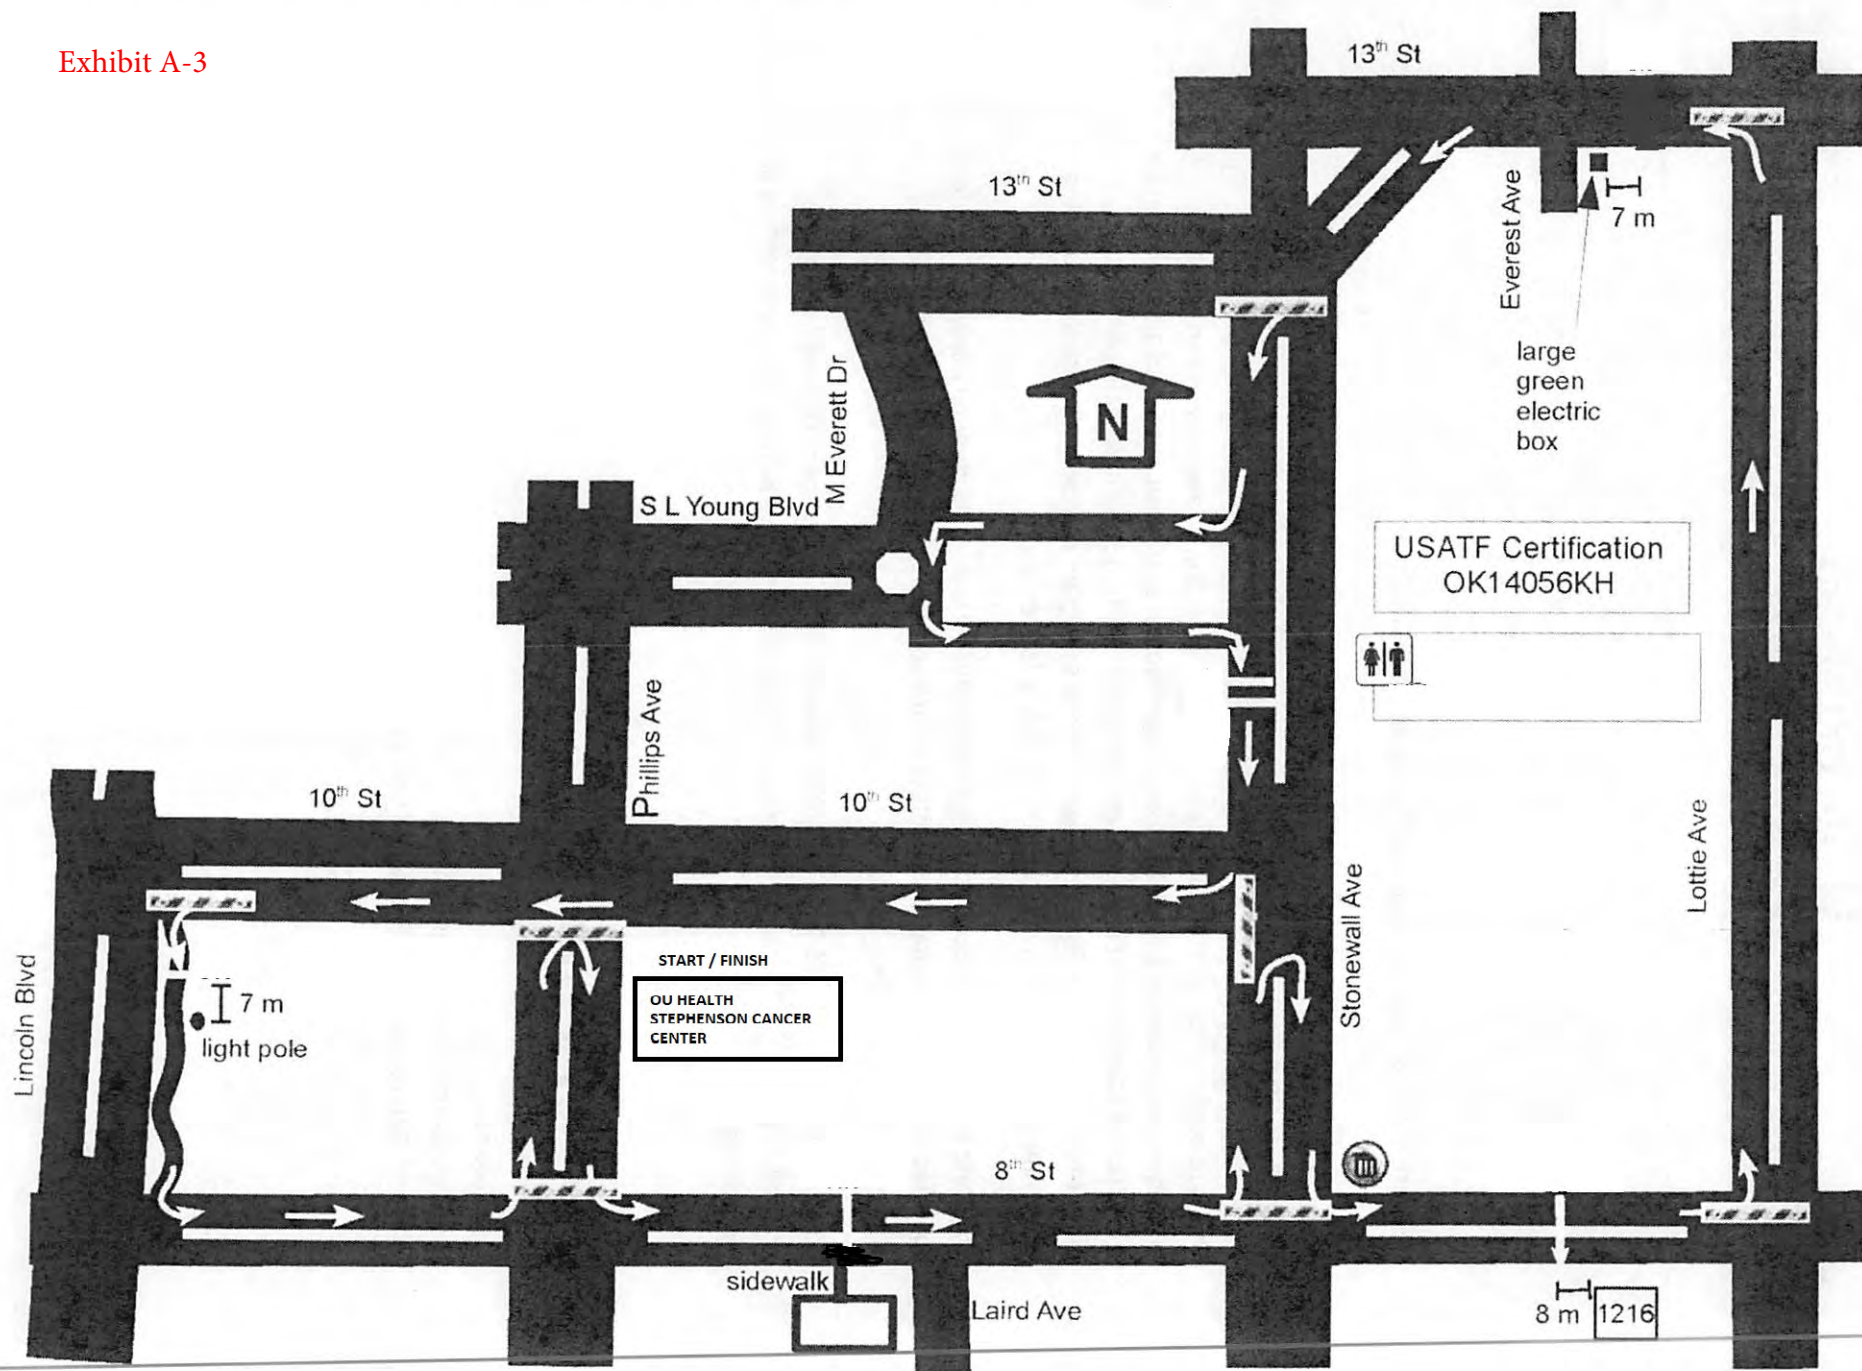 Exhibit A-3
13th St
13th St
Everest Ave
7 m
large
green
electric
box
M Everett Dr
N
S L Young Blvd
USATF Certification
OK14056KH
Phillips Ave
10th St
10th St
Lottie Ave
Stonewall Ave
Lincoln Blvd
START / FINISH
OU HEALTH
STEPHENSON CANCER
CENTER
7 m
light pole
8th St
sidewalk
Laird Ave
8 m
1216